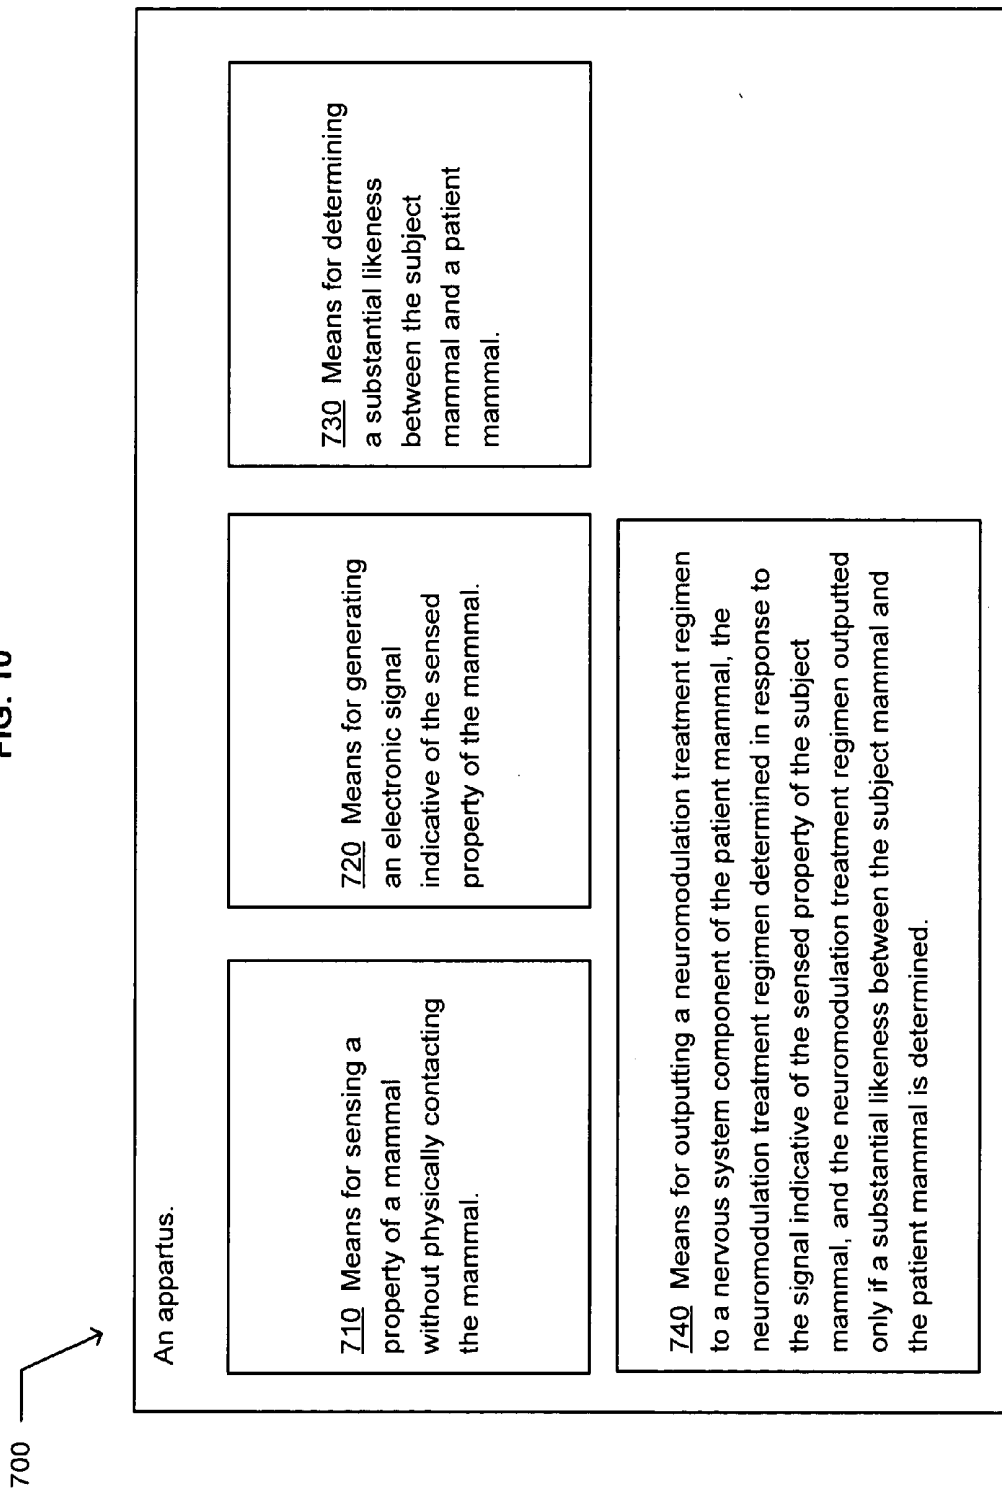 FIG. 10
700
An appartus.
710 Means for sensing a
property of a mammal
without physically contacting
the mammal.
720 Means for generating
an electronic signal
indicative of the sensed
property of the mammal.
730 Means for determining
a substantial likeness
between the subject
mammal and a patient
mammal.
740 Means for outputting a neuromodulation treatment regimen
to a nervous system component of the patient mammal, the
neuromodulation treatment regimen determined in response to
the signal indicative of the sensed property of the subject
mammal, and the neuromodulation treatment regimen outputted
only if a substantial likeness between the subject mammal and
the patient mammal is determined.